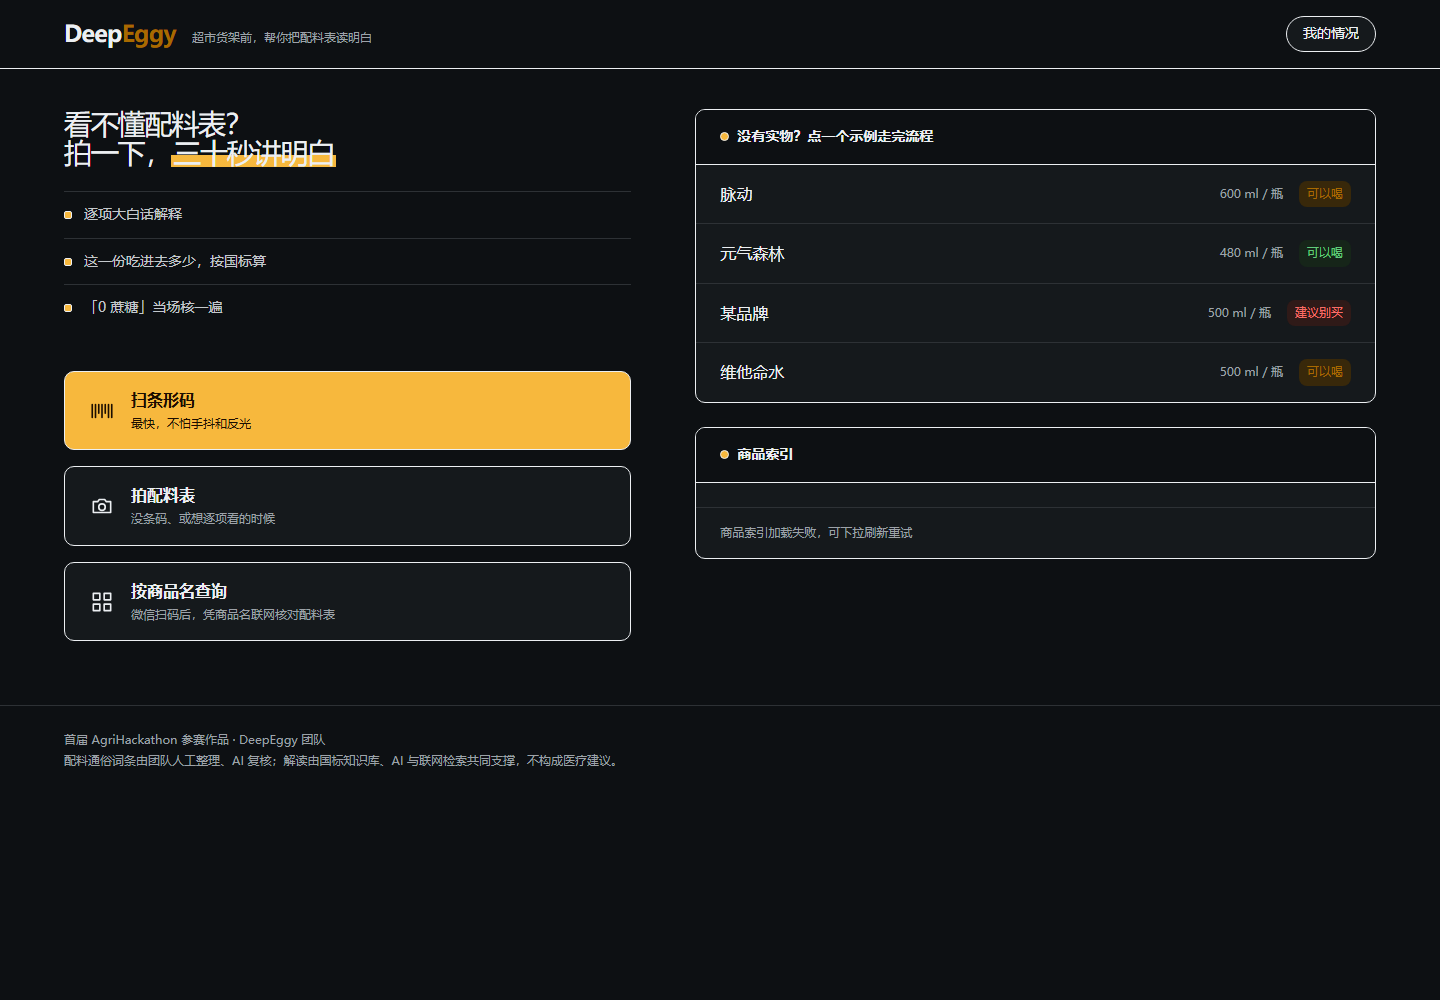 DeepEggy 超市货架前，帮你把配料表读明白
我的情况
看不懂配料表？
拍一下，三十秒讲明白
逐项大白话解释
这一份吃进去多少，按国标算
「0 蔗糖」当场核一遍
扫条形码
最快，不怕手抖和反光
拍配料表
没条码、或想逐项看的时候
按商品名查询
微信扫码后，凭商品名联网核对配料表
没有实物？点一个示例走完流程
脉动 600 ml / 瓶 可以喝
元气森林 480 ml / 瓶 可以喝
某品牌 500 ml / 瓶 建议别买
维他命水 500 ml / 瓶 可以喝
商品索引
商品索引加载失败，可下拉刷新重试
首届 AgriHackathon 参赛作品 · DeepEggy 团队
配料通俗词条由团队人工整理、AI 复核；解读由国标知识库、AI 与联网检索共同支撑，不构成医疗建议。